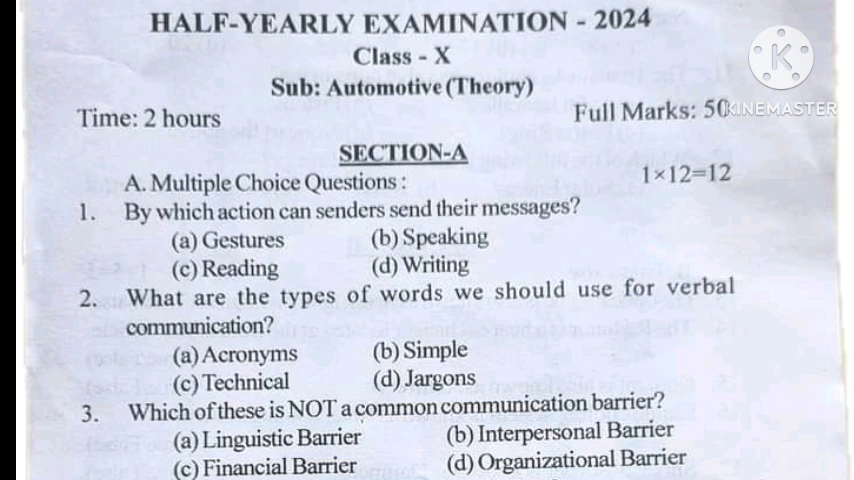 HALF-YEARLY EXAMINATION - 2024
Class - X
Sub: Automotive (Theory)
Time: 2 hours Full Marks: 50
KINEMASTER
SECTION-A
A. Multiple Choice Questions : 1×12=12
1. By which action can senders send their messages?
(a) Gestures (b) Speaking
(c) Reading (d) Writing
2. What are the types of words we should use for verbal
communication?
(a) Acronyms (b) Simple
(c) Technical (d) Jargons
3. Which of these is NOT a common communication barrier?
(a) Linguistic Barrier (b) Interpersonal Barrier
(c) Financial Barrier (d) Organizational Barrier